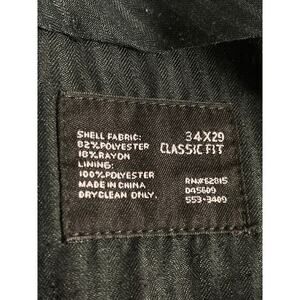 SHELL FABRIC:
82%POLYESTER
18%RAYON
LINING:
100%POLYESTER
MADE IN CHINA
DRYCLEAN ONLY.
34X29
CLASSIC FIT
RN#62815
D45609
553-3409